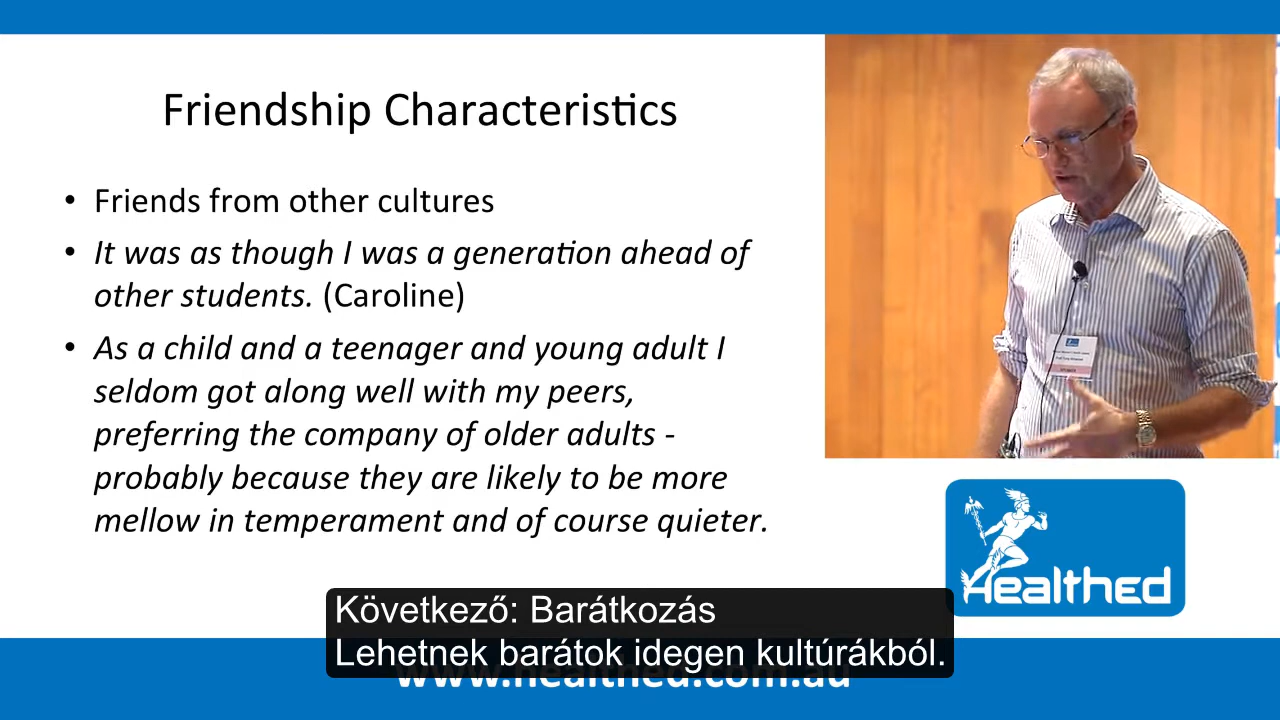 Friendship Characteristics
• Friends from other cultures
• It was as though I was a generation ahead of
other students. (Caroline)
• As a child and a teenager and young adult I
seldom got along well with my peers,
preferring the company of older adults -
probably because they are likely to be more
mellow in temperament and of course quieter.
Healthed
Következő: Barátkozás
Lehetnek barátok idegen kultúrákból.
www.healthed.com.au